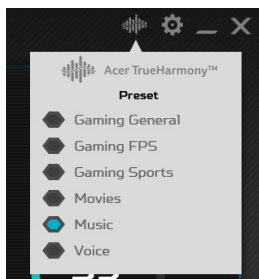 Acer TrueHarmony™
Preset
Gaming General
Gaming FPS
Gaming Sports
Movies
Music
Voice